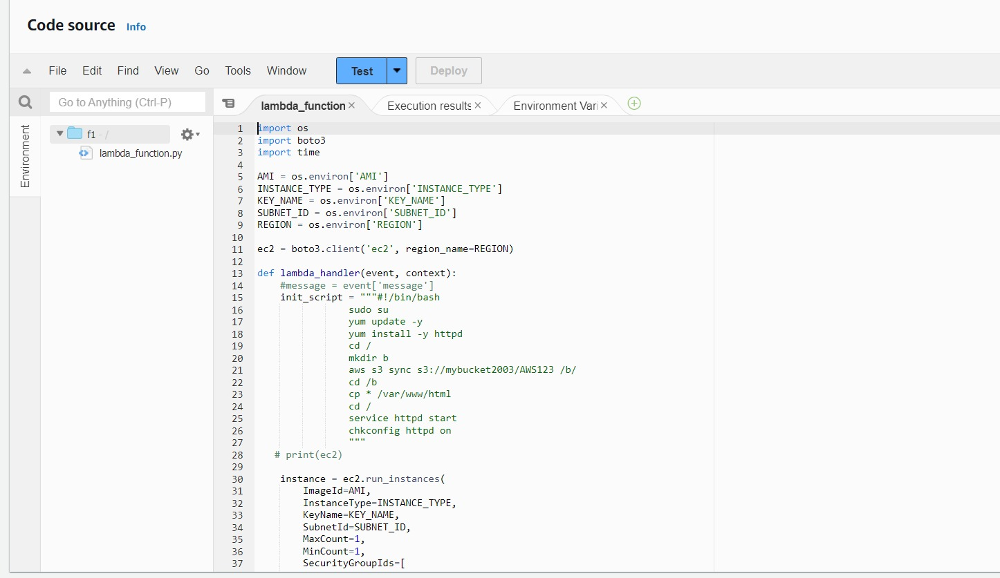 Code source Info
File Edit Find View Go Tools Window Test Deploy
Go to Anything (Ctrl-P)
lambda_function Execution results Environment Vari
Environment
f1 - /
lambda_function.py
1 import os
2 import boto3
3 import time
4
5 AMI = os.environ['AMI']
6 INSTANCE_TYPE = os.environ['INSTANCE_TYPE']
7 KEY_NAME = os.environ['KEY_NAME']
8 SUBNET_ID = os.environ['SUBNET_ID']
9 REGION = os.environ['REGION']
10
11 ec2 = boto3.client('ec2', region_name=REGION)
12
13 def lambda_handler(event, context):
14     #message = event['message']
15     init_script = """#!/bin/bash
16                 sudo su
17                 yum update -y
18                 yum install -y httpd
19                 cd /
20                 mkdir b
21                 aws s3 sync s3://mybucket2003/AWS123 /b/
22                 cd /b
23                 cp * /var/www/html
24                 cd /
25                 service httpd start
26                 chkconfig httpd on
27                 """
28    # print(ec2)
29
30     instance = ec2.run_instances(
31         ImageId=AMI,
32         InstanceType=INSTANCE_TYPE,
33         KeyName=KEY_NAME,
34         SubnetId=SUBNET_ID,
35         MaxCount=1,
36         MinCount=1,
37         SecurityGroupIds=[